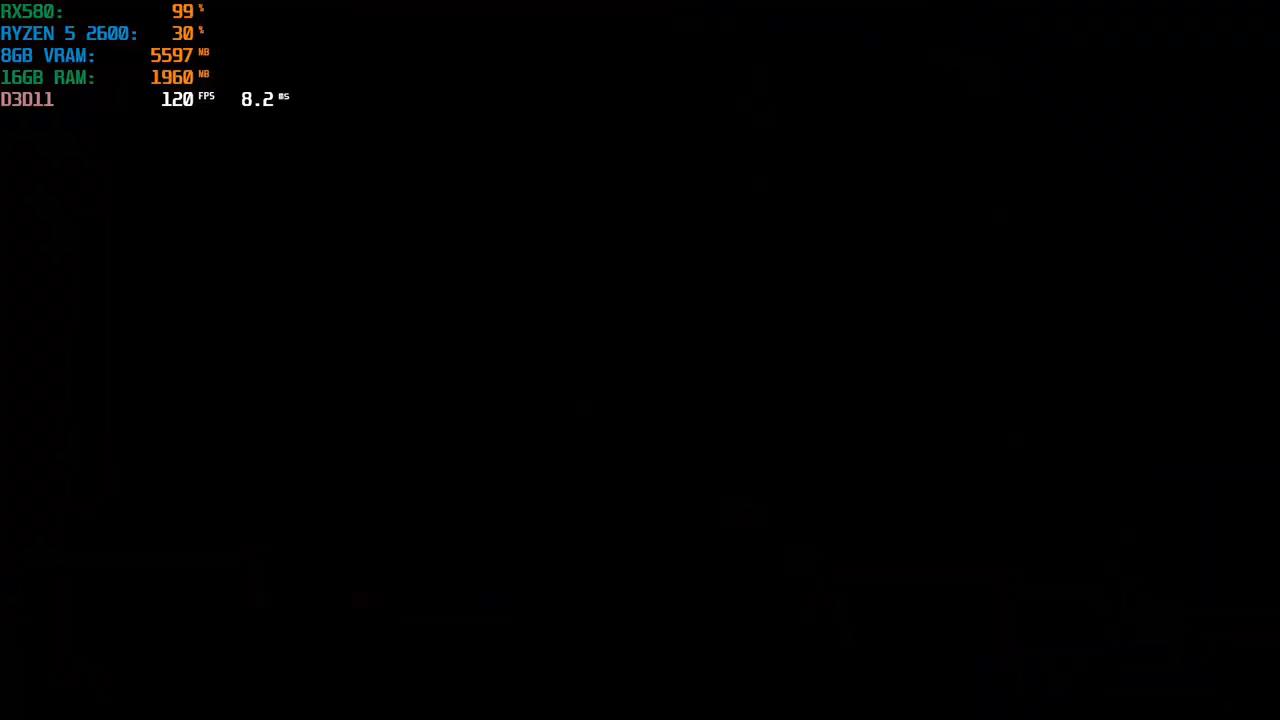 RX580: 99 %
RYZEN 5 2600: 30 %
8GB VRAM: 5597 MB
16GB RAM: 1960 MB
D3D11 120 FPS 8.2 ms